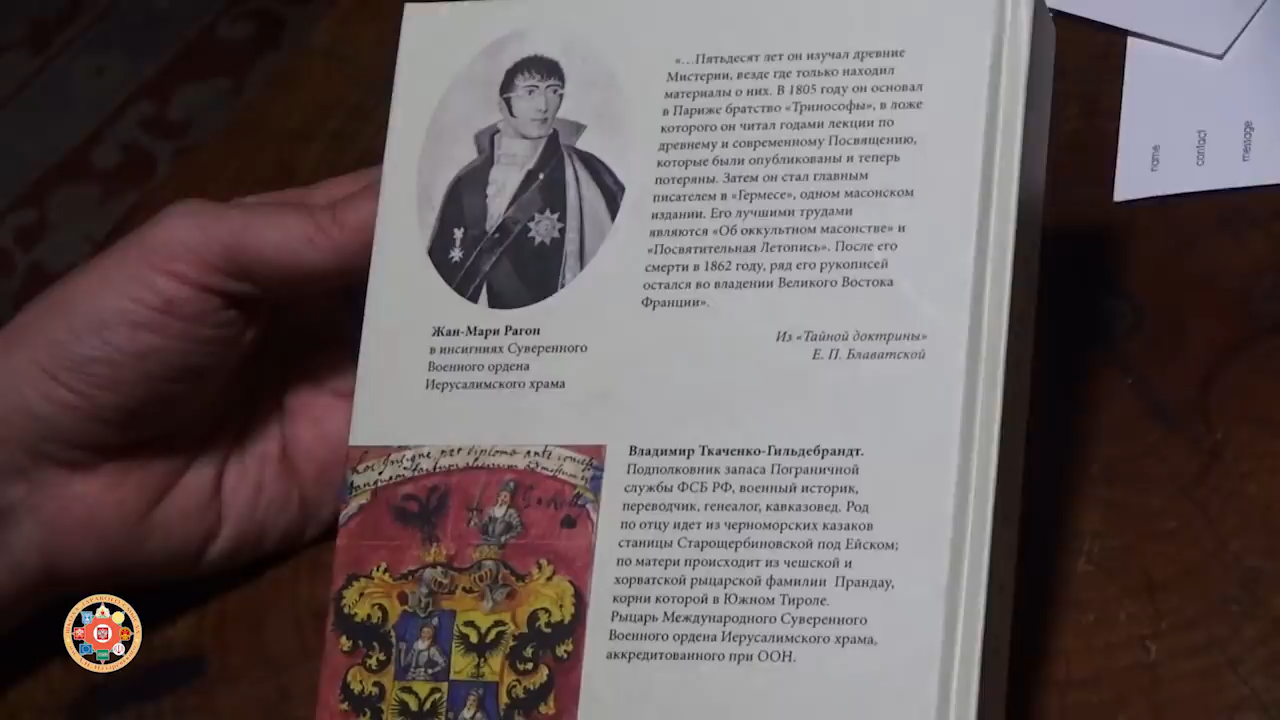 «…Пятьдесят лет он изучал древние
Мистерии, везде где только находил
материалы о них. В 1805 году он основал
в Париже братство «Тринософы», в ложе
которого он читал годами лекции по
древнему и современному Посвящению,
которые были опубликованы и теперь
потеряны. Затем он стал главным
писателем в «Гермесе», одном масонском
издании. Его лучшими трудами
являются «Об оккультном масонстве» и
«Посвятительная Летопись». После его
смерти в 1862 году, ряд его рукописей
остался во владении Великого Востока
Франции».
Из «Тайной доктрины»
Е. П. Блаватской
Жан-Мари Рагон
в инсигниях Суверенного
Военного ордена
Иерусалимского храма
Владимир Ткаченко-Гильдебрандт.
Подполковник запаса Пограничной
службы ФСБ РФ, военный историк,
переводчик, генеалог, кавказовед. Род
по отцу идет из черноморских казаков
станицы Старощербиновской под Ейском;
по матери происходит из чешской и
хорватской рыцарской фамилии Прандау,
корни которой в Южном Тироле.
Рыцарь Международного Суверенного
Военного ордена Иерусалимского храма,
аккредитованного при ООН.
name
contact
message